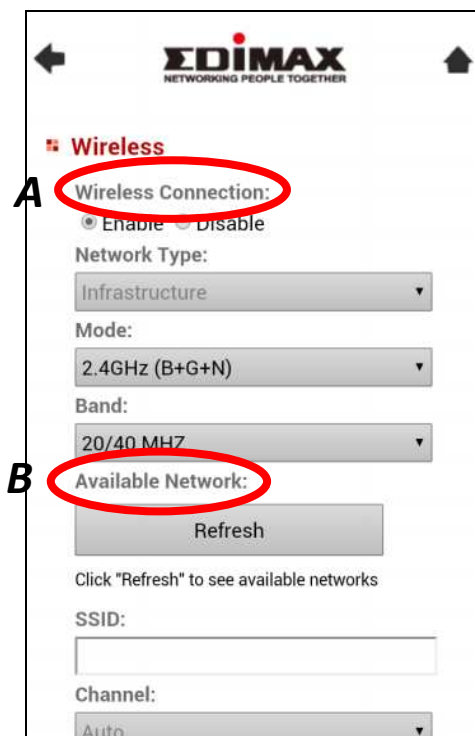 EDIMAX
NETWORKING PEOPLE TOGETHER
Wireless
A
Wireless Connection:
Enable Disable
Network Type:
Infrastructure
Mode:
2.4GHz (B+G+N)
Band:
20/40 MHZ
B
Available Network:
Refresh
Click "Refresh" to see available networks
SSID:
Channel:
Auto